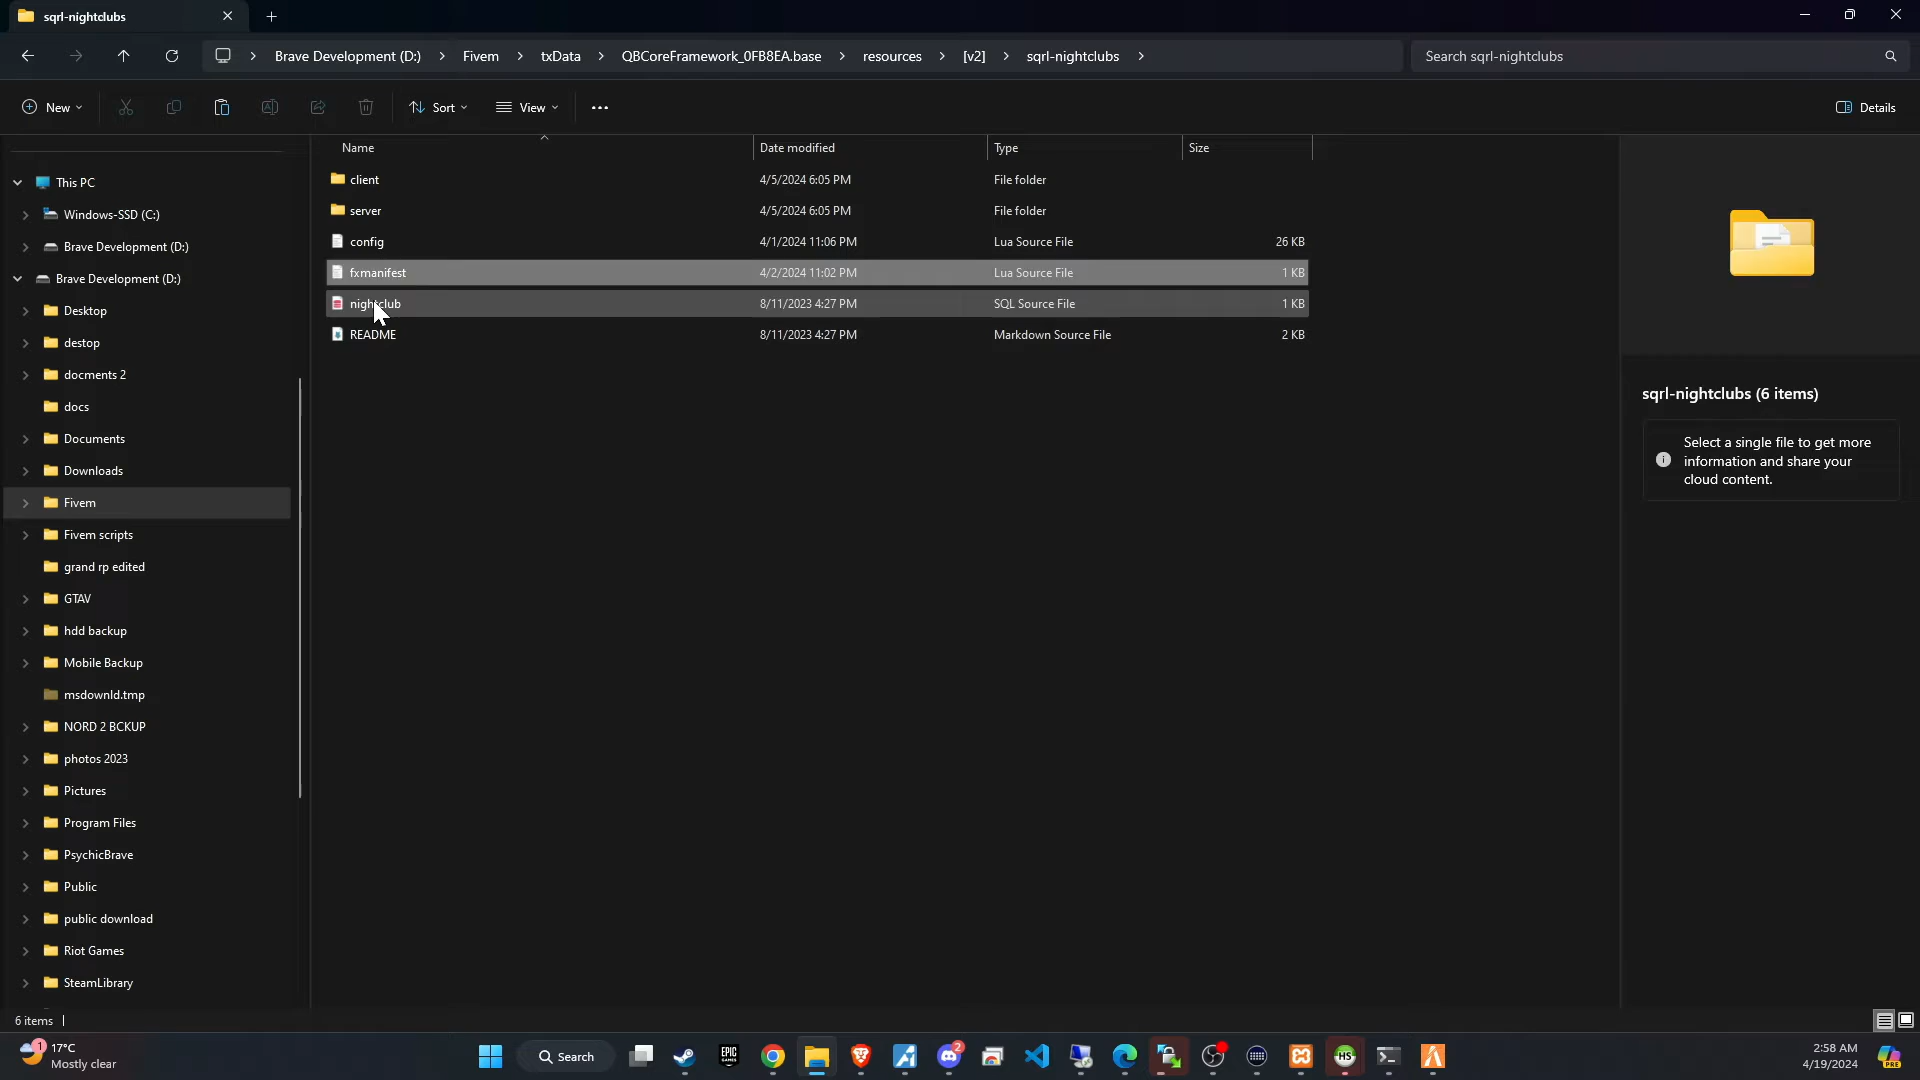 sqrl-nightclubs
Brave Development (D:) > Fivem > txData > QBCoreFramework_0FB8EA.base > resources > [v2] > sqrl-nightclubs >
Search sqrl-nightclubs
New
Sort
View
Details
Name
Date modified
Type
Size
client 4/5/2024 6:05 PM File folder
server 4/5/2024 6:05 PM File folder
config 4/1/2024 11:06 PM Lua Source File 26 KB
fxmanifest 4/2/2024 11:02 PM Lua Source File 1 KB
nightclub 8/11/2023 4:27 PM SQL Source File 1 KB
README 8/11/2023 4:27 PM Markdown Source File 2 KB
This PC
Windows-SSD (C:)
Brave Development (D:)
Brave Development (D:)
Desktop
destop
docments 2
docs
Documents
Downloads
Fivem
Fivem scripts
grand rp edited
GTAV
hdd backup
Mobile Backup
msdownld.tmp
NORD 2 BCKUP
photos 2023
Pictures
Program Files
PsychicBrave
Public
public download
Riot Games
SteamLibrary
sqrl-nightclubs (6 items)
Select a single file to get more
information and share your
cloud content.
6 items
1
17°C
Mostly clear
Search
EPIC
GAMES
2
HS
2:58 AM
4/19/2024
PRE